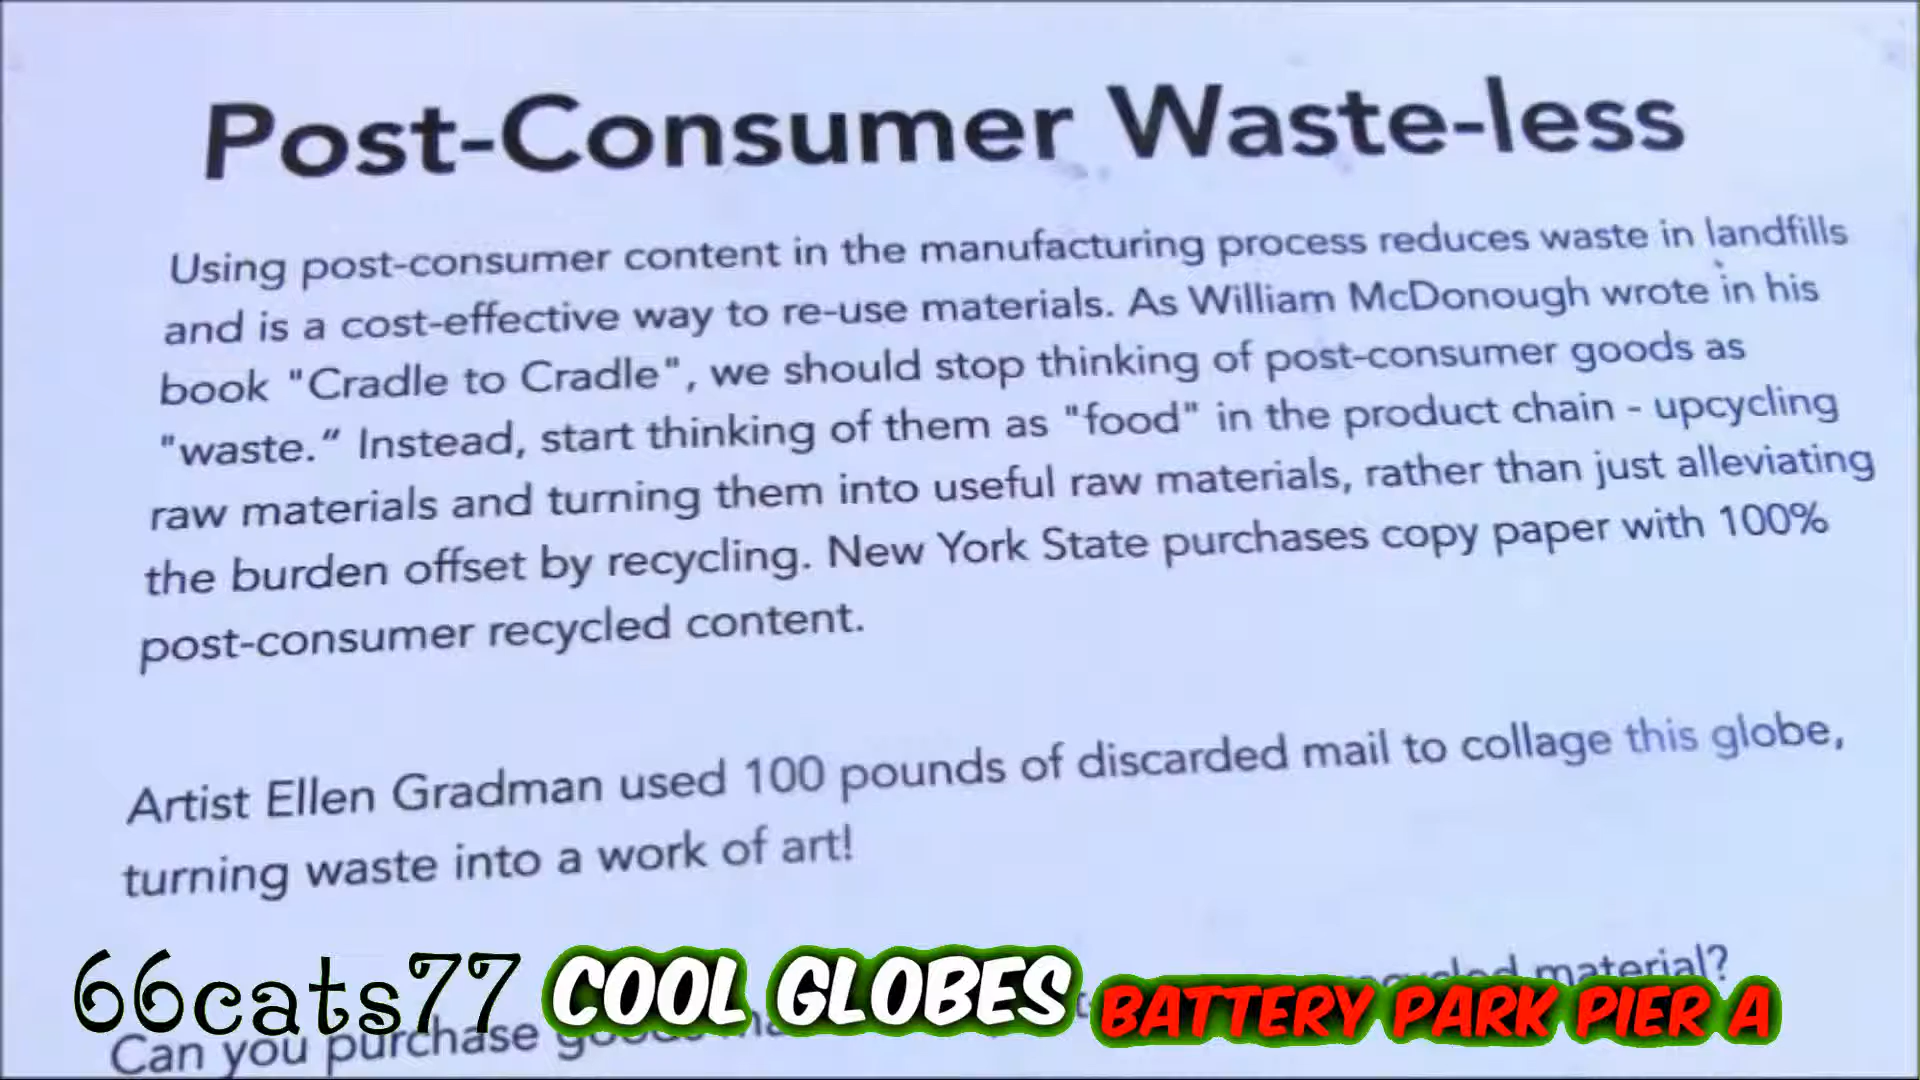 Post-Consumer Waste-less
Using post-consumer content in the manufacturing process reduces waste in landfills
and is a cost-effective way to re-use materials. As William McDonough wrote in his
book "Cradle to Cradle", we should stop thinking of post-consumer goods as
"waste." Instead, start thinking of them as "food" in the product chain - upcycling
raw materials and turning them into useful raw materials, rather than just alleviating
the burden offset by recycling. New York State purchases copy paper with 100%
post-consumer recycled content.
Artist Ellen Gradman used 100 pounds of discarded mail to collage this globe,
turning waste into a work of art!
Can you purchase material?
66cats77 COOL GLOBES BATTERY PARK PIER A